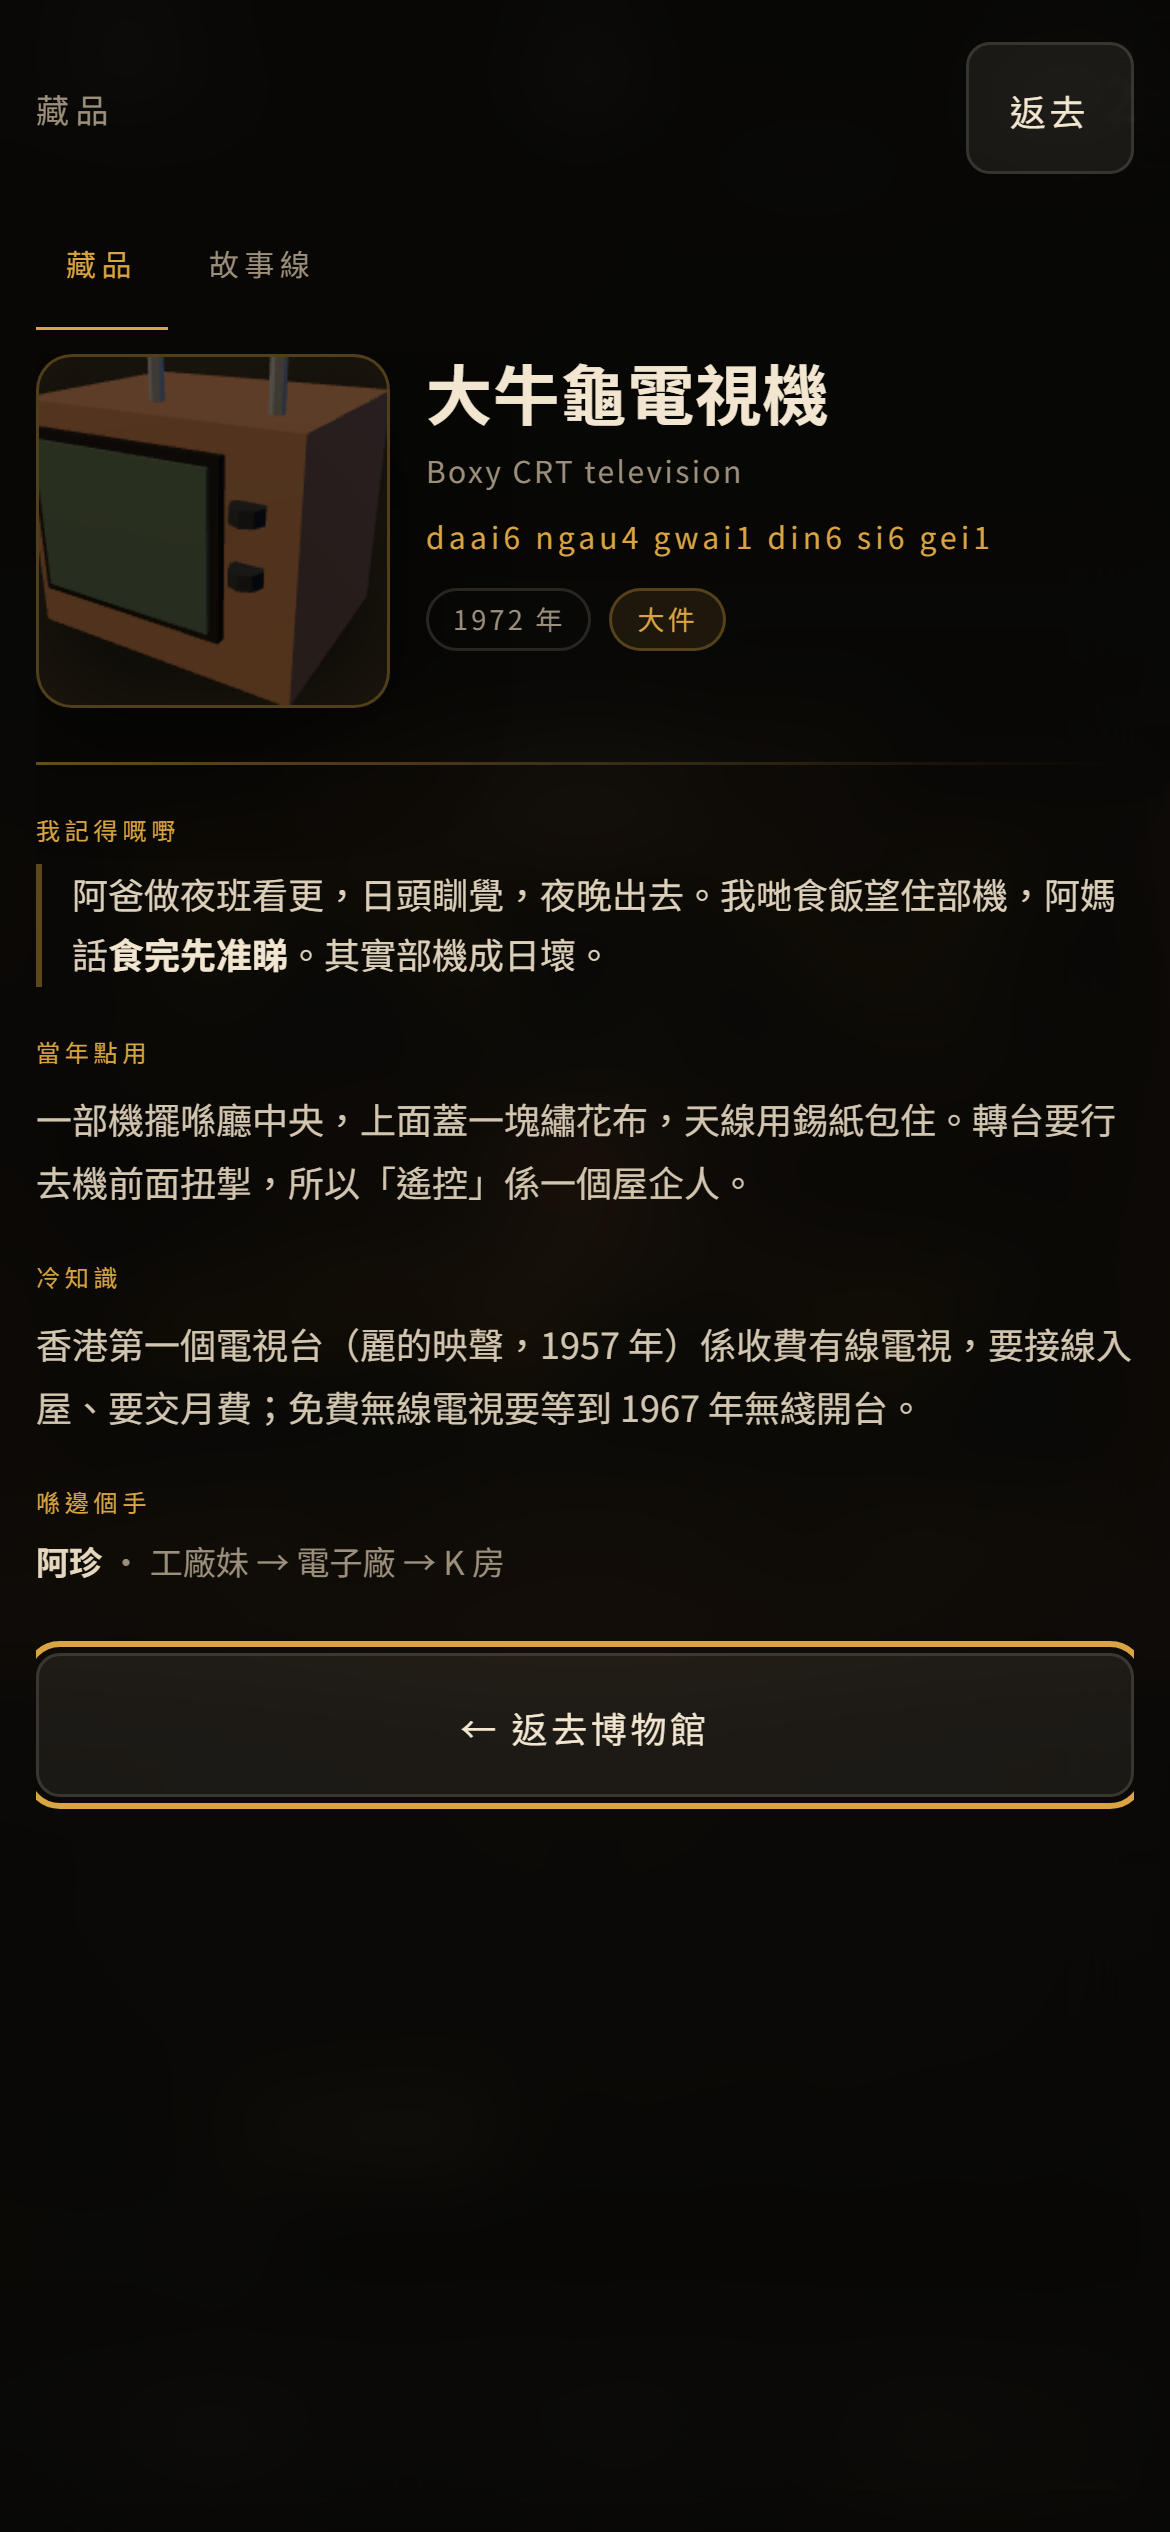 藏品
返去
藏品
故事線
大牛龜電視機
Boxy CRT television
daai6 ngau4 gwai1 din6 si6 gei1
1972 年
大件
我記得嘅嘢
阿爸做夜班看更，日頭瞓覺，夜晚出去。我哋食飯望住部機，阿媽
話食完先准睇。其實部機成日壞。
當年點用
一部機擺喺廳中央，上面蓋一塊繡花布，天線用錫紙包住。轉台要行
去機前面扭掣，所以「遙控」係一個屋企人。
冷知識
香港第一個電視台（麗的映聲，1957 年）係收費有線電視，要接線入
屋、要交月費；免費無線電視要等到 1967 年無綫開台。
喺邊個手
阿珍 · 工廠妹 → 電子廠 → K 房
← 返去博物館